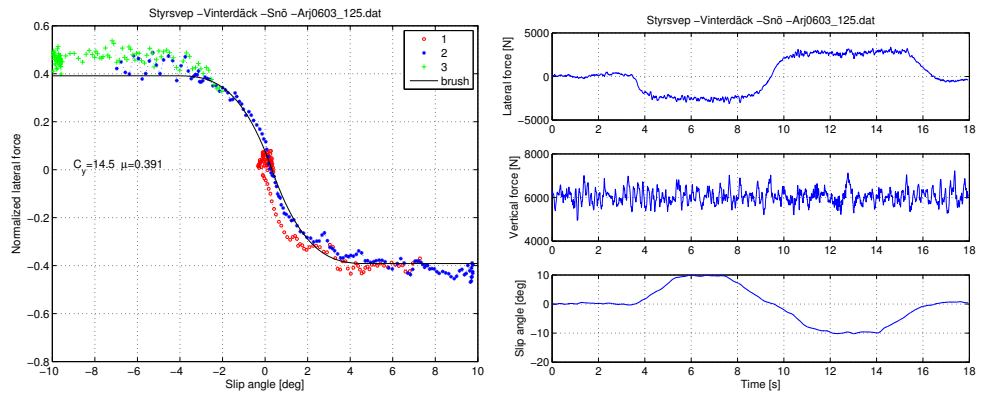 Styrsvep −Vinterdäck −Snö −Arj0603_125.dat
0.6
0.4
0.2
0
−0.2
−0.4
−0.6
−0.8
Normalized lateral force
1
2
3
brush
C_y=14.5 μ=0.391
−10 −8 −6 −4 −2 0 2 4 6 8 10
Slip angle [deg]
Styrsvep −Vinterdäck −Snö −Arj0603_125.dat
5000
0
−5000
Lateral force [N]
0 2 4 6 8 10 12 14 16 18
8000
6000
4000
Vertical force [N]
0 2 4 6 8 10 12 14 16 18
10
0
−10
−20
Slip angle [deg]
0 2 4 6 8 10 12 14 16 18
Time [s]